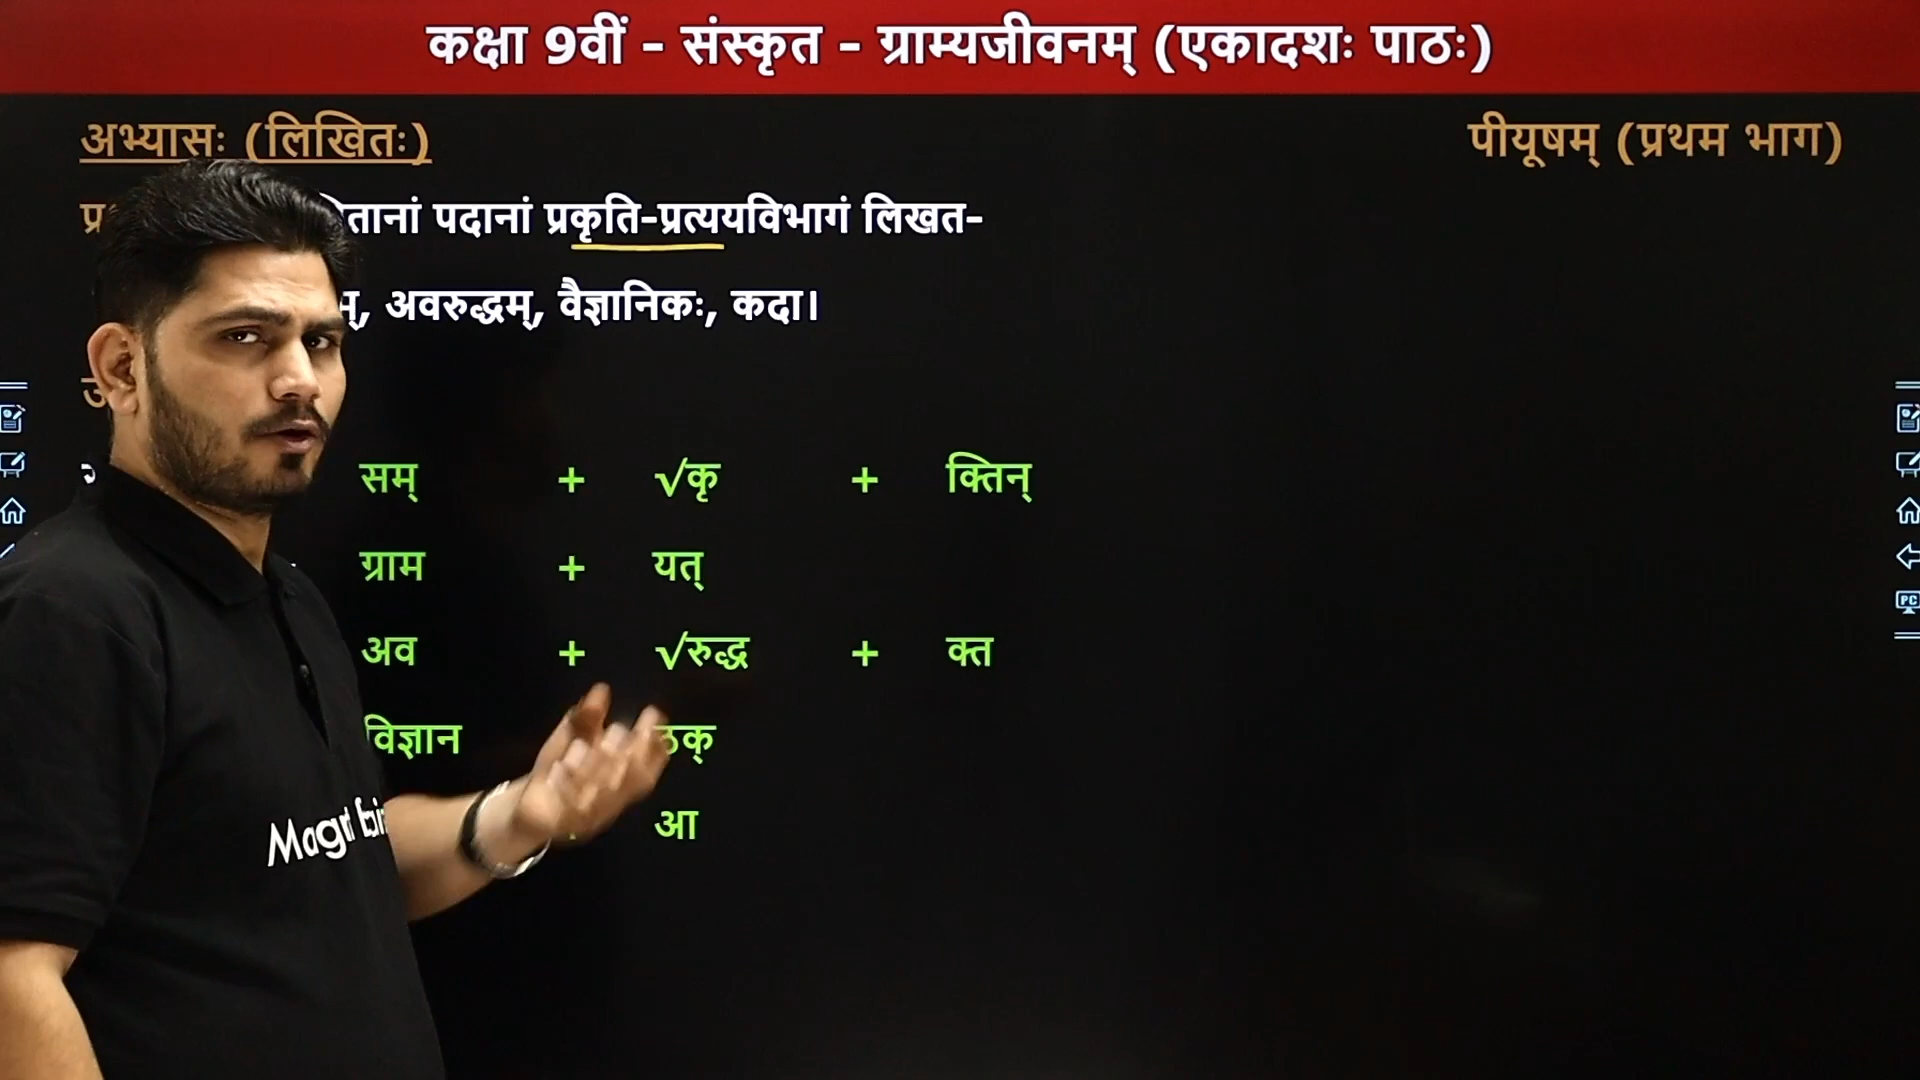 कक्षा 9वीं - संस्कृत - ग्राम्यजीवनम् (एकादशः पाठः)
अभ्यासः (लिखितः)
पीयूषम् (प्रथम भाग)
पदानां प्रकृति-प्रत्ययविभागं लिखत-
अवरुद्धम्, वैज्ञानिकः, कदा।
सम् + √कृ + क्तिन्
ग्राम + यत्
अव + √रुद्ध + क्त
विज्ञान ठक्
आ
PC